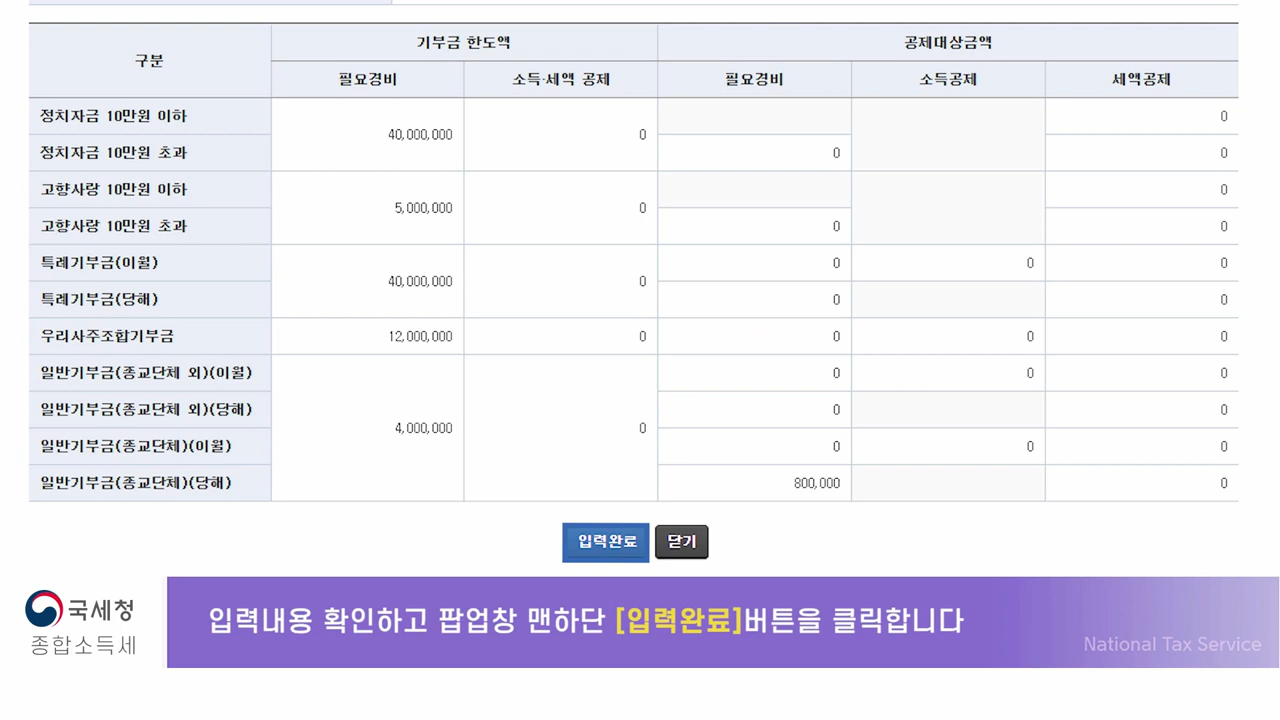 구분 기부금 한도액 공제대상금액
필요경비 소득·세액 공제 필요경비 소득공제 세액공제
정치자금 10만원 이하 40,000,000 0 0
정치자금 10만원 초과 0 0
고향사랑 10만원 이하 5,000,000 0 0
고향사랑 10만원 초과 0 0
특례기부금(이월) 40,000,000 0 0 0 0
특례기부금(당해) 0 0
우리사주조합기부금 12,000,000 0 0 0 0
일반기부금(종교단체 외)(이월) 4,000,000 0 0 0 0
일반기부금(종교단체 외)(당해) 0 0
일반기부금(종교단체)(이월) 0 0 0
일반기부금(종교단체)(당해) 800,000 0
입력완료 닫기
국세청
종합소득세
입력내용 확인하고 팝업창 맨하단 [입력완료]버튼을 클릭합니다
National Tax Service